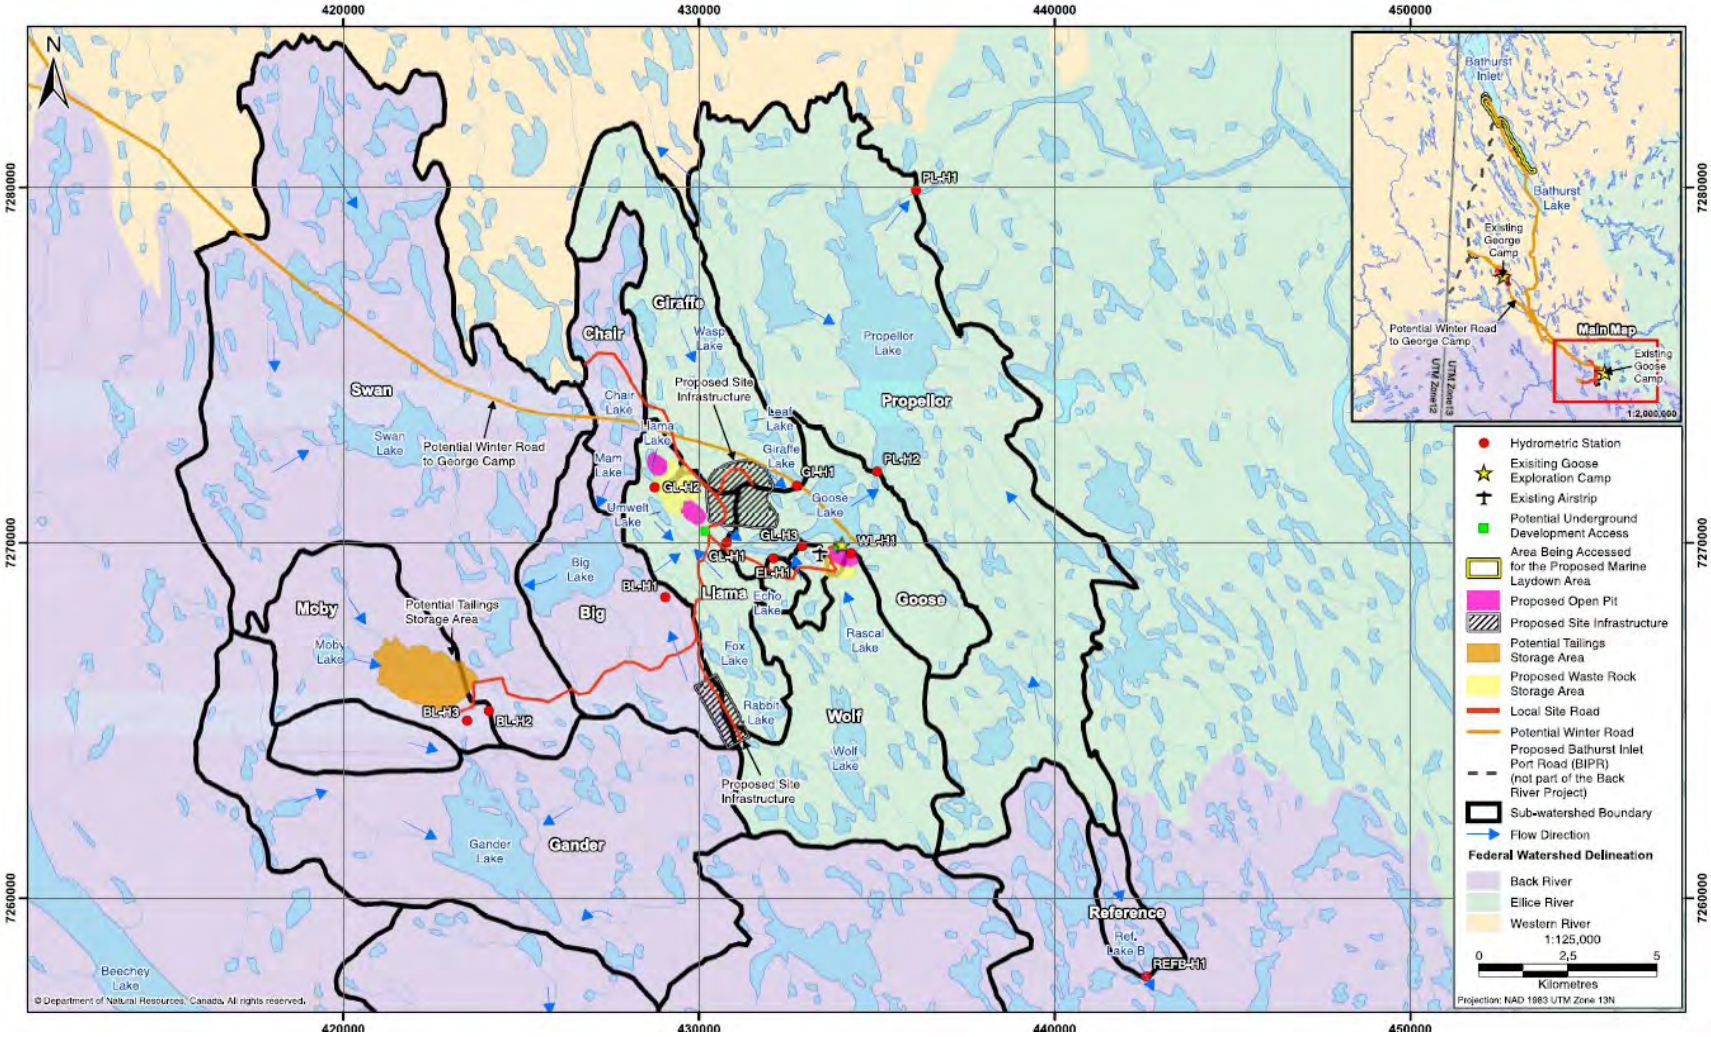 420000
430000
440000
450000
N
7280000
7280000
7270000
7270000
7260000
7260000
Bathurst
Inlet
Bathurst
Lake
Existing
George
Camp
Potential Winter Road
to George Camp
Main Map
Existing
Goose
Camp
UTM Zone12
UTM Zone13
1:2,000,000
PL-H1
Giraffe
Chair
Wasp
Lake
Propellor
Lake
Proposed Site
Infrastructure
Swan
Chair
Lake
Propellor
Leaf
Lake
Llama
Lake
Swan
Lake
Potential Winter Road
to George Camp
Mam
Lake
Giraffe
Lake
GI-H1
PL-H2
GL-H2
Goose
Lake
Umwelt
Lake
GL-H3
WL-H1
GL-H1
EL-H1
Big
Lake
BL-H1
Llama
Echo
Lake
Goose
Moby
Potential Tailings
Storage Area
Big
Rascal
Lake
Moby
Lake
Fox
Lake
BL-H3
BL-H2
Rabbit
Lake
Wolf
Wolf
Lake
Proposed Site
Infrastructure
Gander
Lake
Gander
Reference
Ref.
Lake B
REFB-H1
Beechey
Lake
© Department of Natural Resources, Canada. All rights reserved.
Hydrometric Station
Exisiting Goose
Exploration Camp
Existing Airstrip
Potential Underground
Development Access
Area Being Accessed
for the Proposed Marine
Laydown Area
Proposed Open Pit
Proposed Site Infrastructure
Potential Tailings
Storage Area
Proposed Waste Rock
Storage Area
Local Site Road
Potential Winter Road
Proposed Bathurst Inlet
Port Road (BIPR)
(not part of the Back
River Project)
Sub-watershed Boundary
Flow Direction
Federal Watershed Delineation
Back River
Ellice River
Western River
1:125,000
0 2.5 5
Kilometres
Projection: NAD 1983 UTM Zone 13N
420000
430000
440000
450000